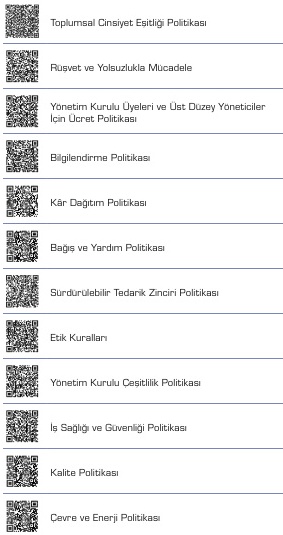 Toplumsal Cinsiyet Eşitliği Politikası
Rüşvet ve Yolsuzlukla Mücadele
Yönetim Kurulu Üyeleri ve Üst Düzey Yöneticiler
İçin Ücret Politikası
Bilgilendirme Politikası
Kâr Dağıtım Politikası
Bağış ve Yardım Politikası
Sürdürülebilir Tedarik Zinciri Politikası
Etik Kuralları
Yönetim Kurulu Çeşitlilik Politikası
İş Sağlığı ve Güvenliği Politikası
Kalite Politikası
Çevre ve Enerji Politikası